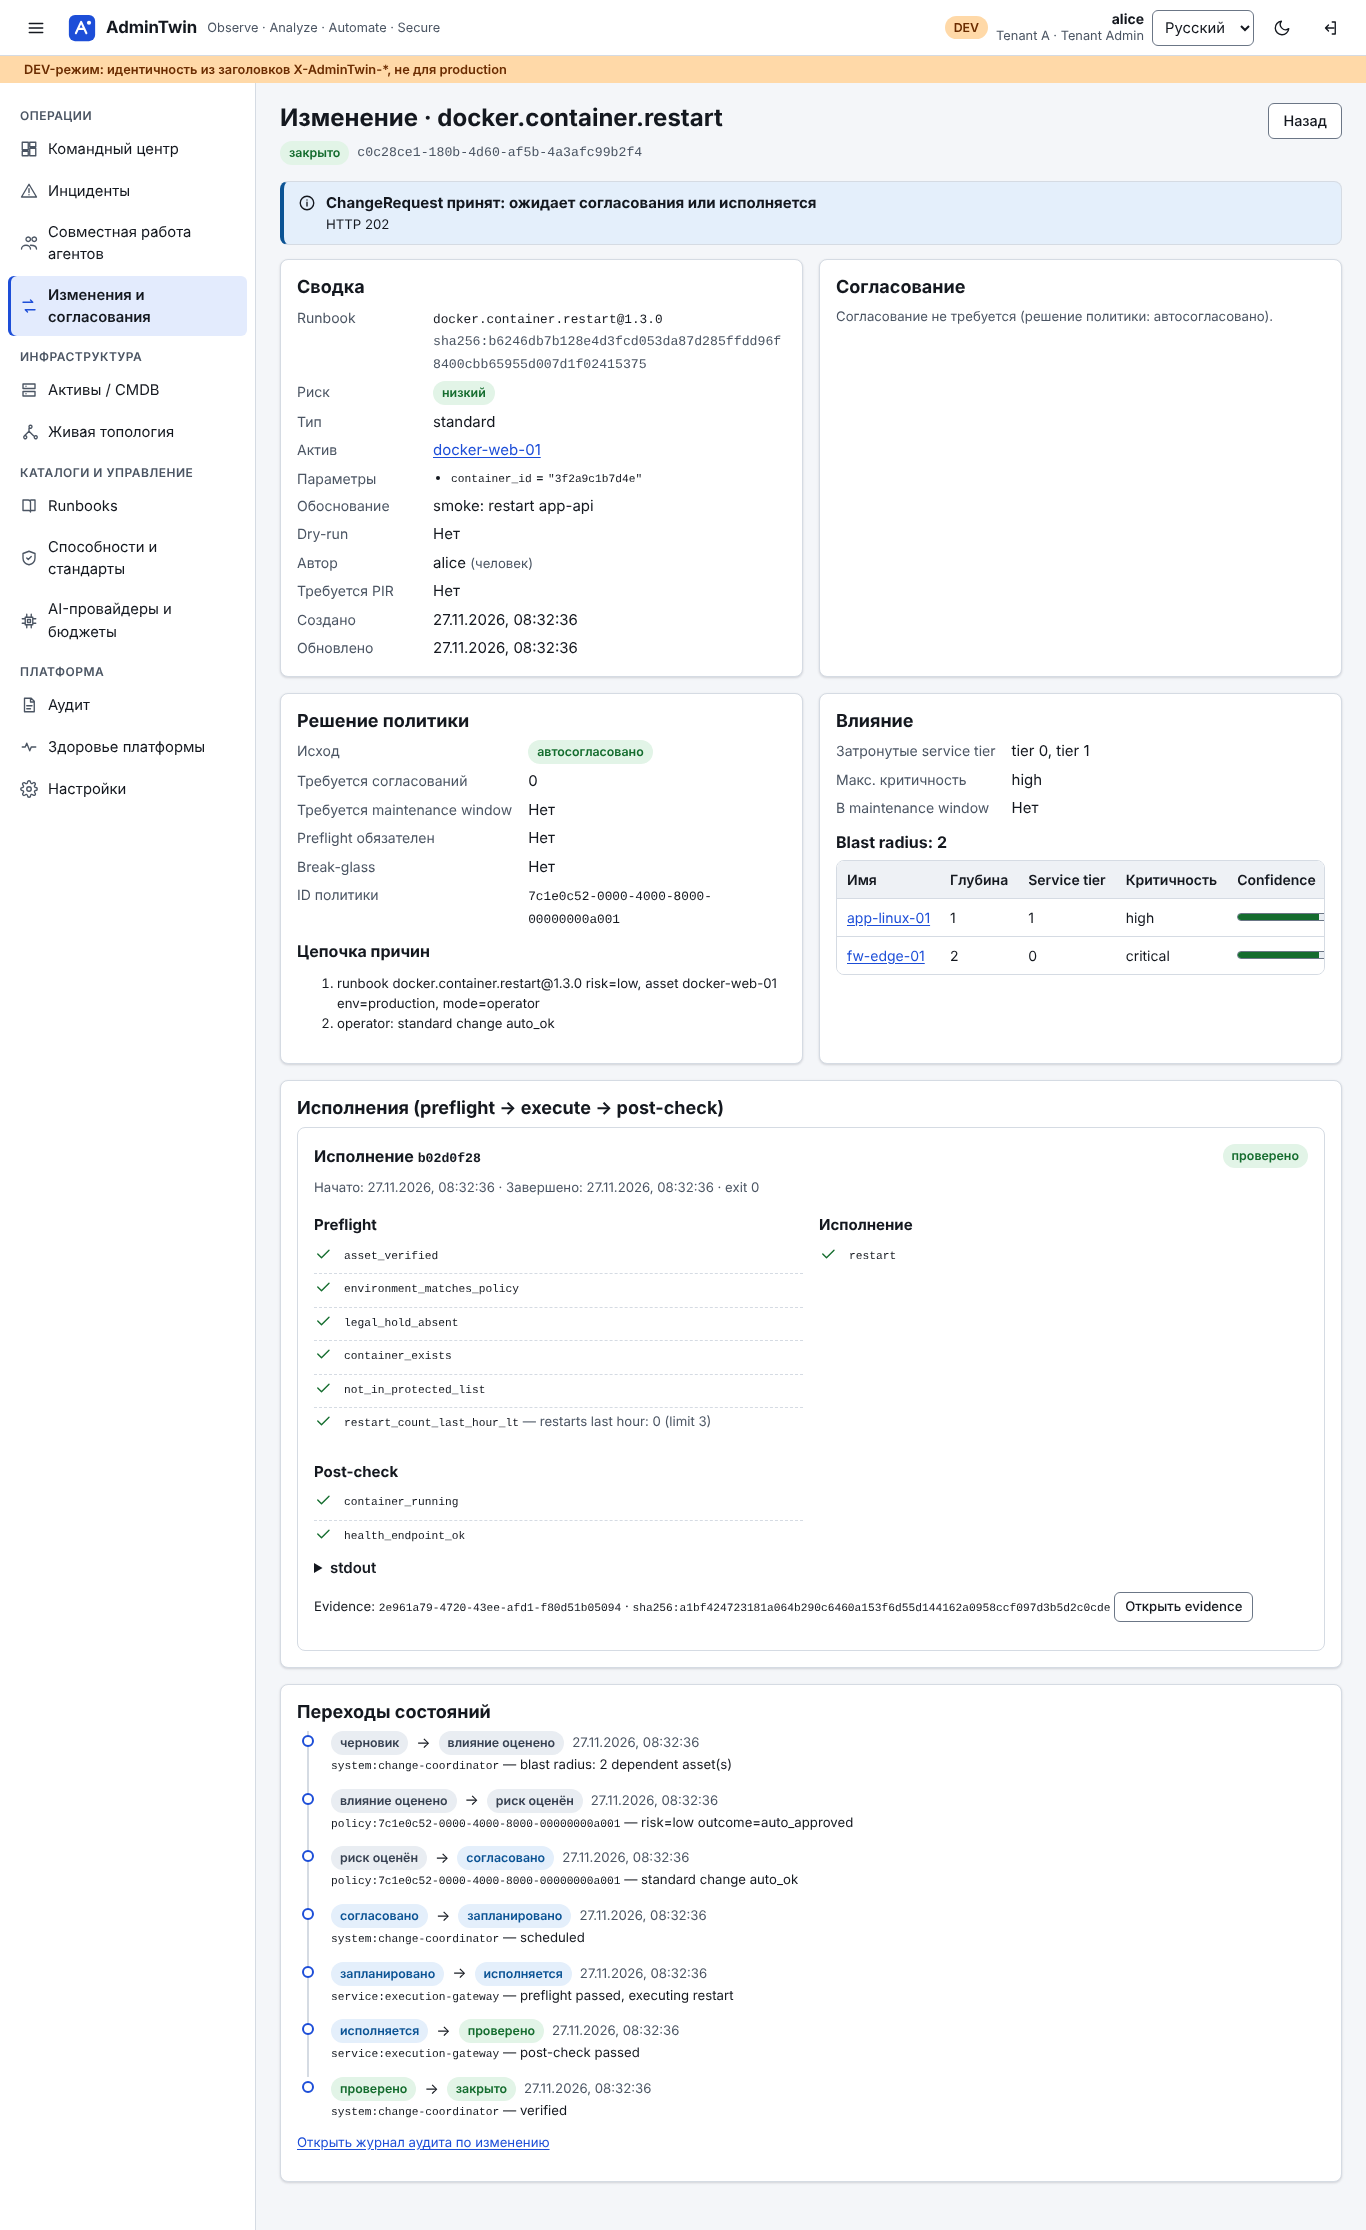 AdminTwin Observe · Analyze · Automate · Secure
DEV
alice
Tenant A · Tenant Admin
Русский
DEV-режим: идентичность из заголовков X-AdminTwin-*, не для production
ОПЕРАЦИИ
Командный центр
Инциденты
Совместная работа
агентов
Изменения и
согласования
ИНФРАСТРУКТУРА
Активы / CMDB
Живая топология
КАТАЛОГИ И УПРАВЛЕНИЕ
Runbooks
Способности и
стандарты
AI-провайдеры и
бюджеты
ПЛАТФОРМА
Аудит
Здоровье платформы
Настройки
Изменение · docker.container.restart
Назад
закрыто c0c28ce1-180b-4d60-af5b-4a3afc99b2f4
ChangeRequest принят: ожидает согласования или исполняется
HTTP 202
Сводка
Runbook docker.container.restart@1.3.0
sha256:b6246db7b128e4d3fcd053da87d285ffdd96f
8400cbb65955d007d1f02415375
Риск низкий
Тип standard
Актив docker-web-01
Параметры • container_id = "3f2a9c1b7d4e"
Обоснование smoke: restart app-api
Dry-run Нет
Автор alice (человек)
Требуется PIR Нет
Создано 27.11.2026, 08:32:36
Обновлено 27.11.2026, 08:32:36
Согласование
Согласование не требуется (решение политики: автосогласовано).
Решение политики
Исход автосогласовано
Требуется согласований 0
Требуется maintenance window Нет
Preflight обязателен Нет
Break-glass Нет
ID политики 7c1e0c52-0000-4000-8000-
00000000a001
Цепочка причин
1. runbook docker.container.restart@1.3.0 risk=low, asset docker-web-01
env=production, mode=operator
2. operator: standard change auto_ok
Влияние
Затронутые service tier tier 0, tier 1
Макс. критичность high
В maintenance window Нет
Blast radius: 2
Имя Глубина Service tier Критичность Confidence
app-linux-01 1 1 high
fw-edge-01 2 0 critical
Исполнения (preflight → execute → post-check)
Исполнение b02d0f28
проверено
Начато: 27.11.2026, 08:32:36 · Завершено: 27.11.2026, 08:32:36 · exit 0
Preflight
asset_verified
environment_matches_policy
legal_hold_absent
container_exists
not_in_protected_list
restart_count_last_hour_lt — restarts last hour: 0 (limit 3)
Исполнение
restart
Post-check
container_running
health_endpoint_ok
stdout
Evidence: 2e961a79-4720-43ee-afd1-f80d51b05094 · sha256:a1bf424723181a064b290c6460a153f6d55d144162a0958ccf097d3b5d2c0cde Открыть evidence
Переходы состояний
черновик → влияние оценено 27.11.2026, 08:32:36
system:change-coordinator — blast radius: 2 dependent asset(s)
влияние оценено → риск оценён 27.11.2026, 08:32:36
policy:7c1e0c52-0000-4000-8000-00000000a001 — risk=low outcome=auto_approved
риск оценён → согласовано 27.11.2026, 08:32:36
policy:7c1e0c52-0000-4000-8000-00000000a001 — standard change auto_ok
согласовано → запланировано 27.11.2026, 08:32:36
system:change-coordinator — scheduled
запланировано → исполняется 27.11.2026, 08:32:36
service:execution-gateway — preflight passed, executing restart
исполняется → проверено 27.11.2026, 08:32:36
service:execution-gateway — post-check passed
проверено → закрыто 27.11.2026, 08:32:36
system:change-coordinator — verified
Открыть журнал аудита по изменению